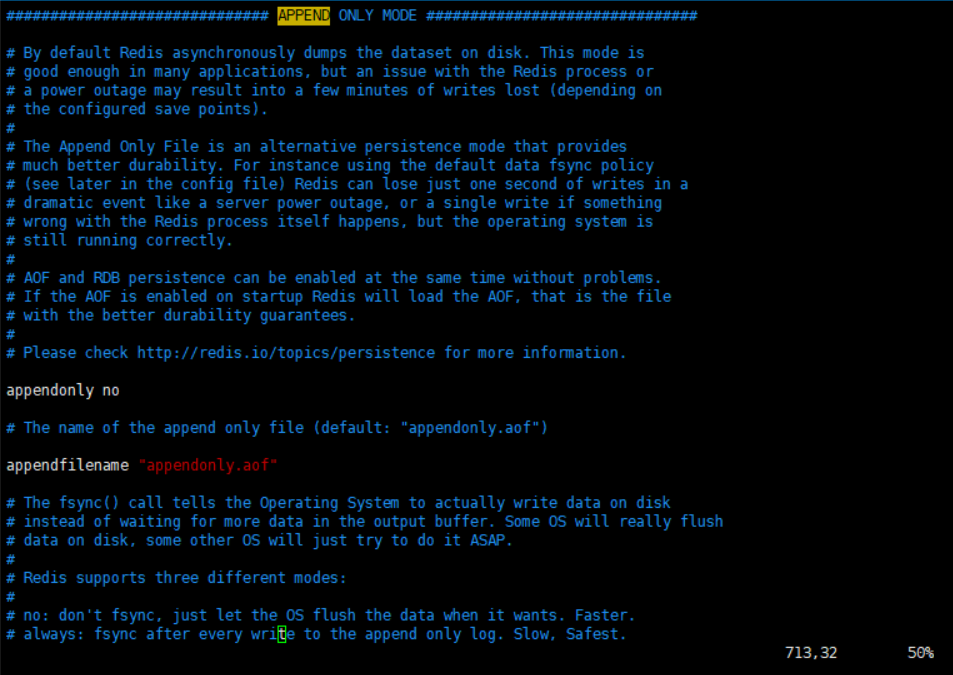 ############################## APPEND ONLY MODE ###############################
# By default Redis asynchronously dumps the dataset on disk. This mode is
# good enough in many applications, but an issue with the Redis process or
# a power outage may result into a few minutes of writes lost (depending on
# the configured save points).
#
# The Append Only File is an alternative persistence mode that provides
# much better durability. For instance using the default data fsync policy
# (see later in the config file) Redis can lose just one second of writes in a
# dramatic event like a server power outage, or a single write if something
# wrong with the Redis process itself happens, but the operating system is
# still running correctly.
#
# AOF and RDB persistence can be enabled at the same time without problems.
# If the AOF is enabled on startup Redis will load the AOF, that is the file
# with the better durability guarantees.
#
# Please check http://redis.io/topics/persistence for more information.
appendonly no
# The name of the append only file (default: "appendonly.aof")
appendfilename "appendonly.aof"
# The fsync() call tells the Operating System to actually write data on disk
# instead of waiting for more data in the output buffer. Some OS will really flush
# data on disk, some other OS will just try to do it ASAP.
#
# Redis supports three different modes:
#
# no: don't fsync, just let the OS flush the data when it wants. Faster.
# always: fsync after every write to the append only log. Slow, Safest.
713,32 50%